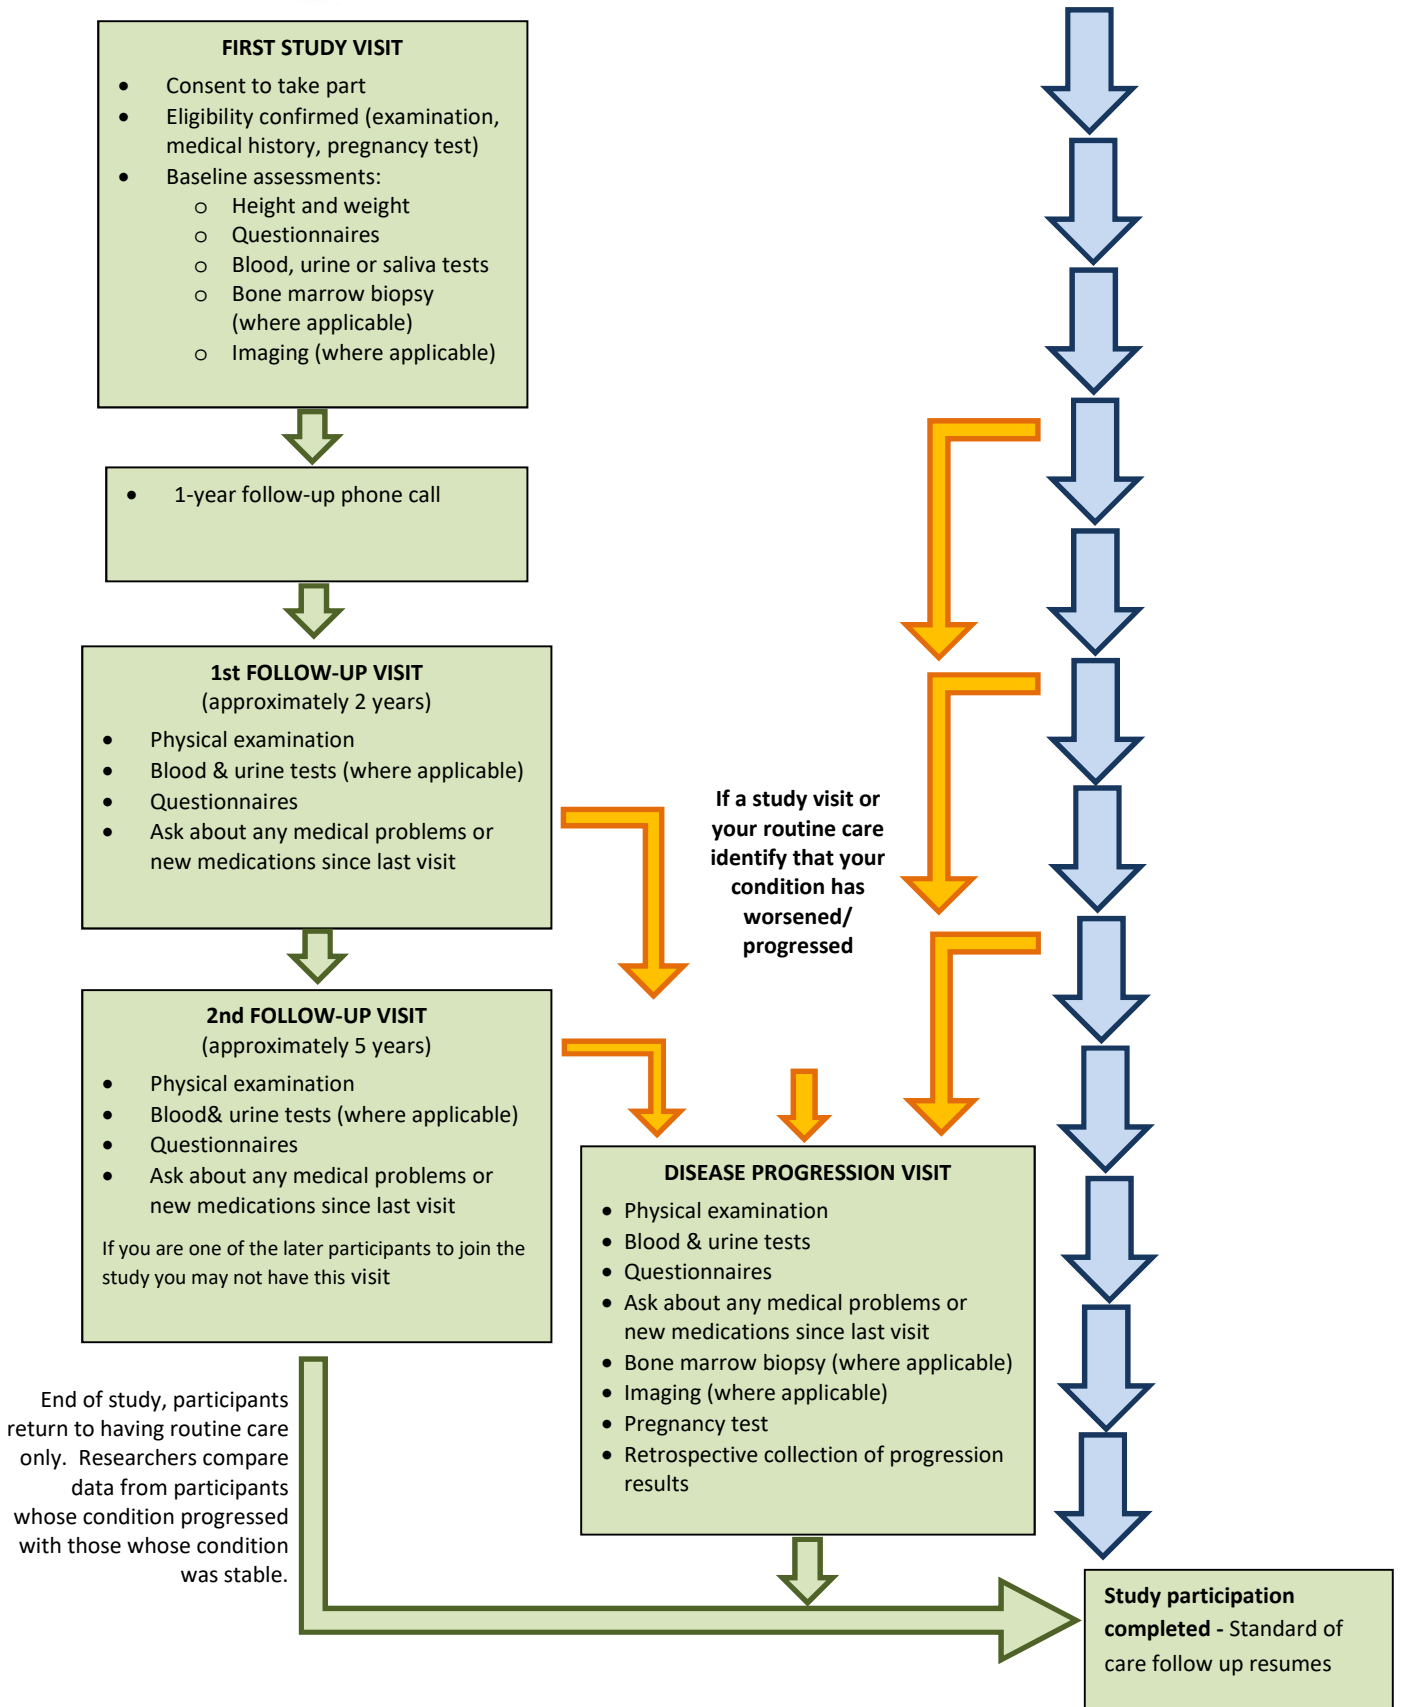 FIRST STUDY VISIT
• Consent to take part
• Eligibility confirmed (examination,
medical history, pregnancy test)
• Baseline assessments:
o Height and weight
o Questionnaires
o Blood, urine or saliva tests
o Bone marrow biopsy
(where applicable)
o Imaging (where applicable)
• 1-year follow-up phone call
1st FOLLOW-UP VISIT
(approximately 2 years)
• Physical examination
• Blood & urine tests (where applicable)
• Questionnaires
• Ask about any medical problems or
new medications since last visit
If a study visit or
your routine care
identify that your
condition has
worsened/
progressed
2nd FOLLOW-UP VISIT
(approximately 5 years)
• Physical examination
• Blood& urine tests (where applicable)
• Questionnaires
• Ask about any medical problems or
new medications since last visit
If you are one of the later participants to join the
study you may not have this visit
DISEASE PROGRESSION VISIT
• Physical examination
• Blood & urine tests
• Questionnaires
• Ask about any medical problems or
new medications since last visit
• Bone marrow biopsy (where applicable)
• Imaging (where applicable)
• Pregnancy test
• Retrospective collection of progression
results
End of study, participants
return to having routine care
only. Researchers compare
data from participants
whose condition progressed
with those whose condition
was stable.
Study participation
completed - Standard of
care follow up resumes